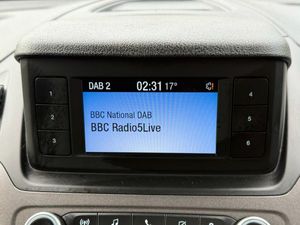 DAB 2 02:31 17°
1 4
BBC National DAB
2 5
BBC Radio5Live
3 6